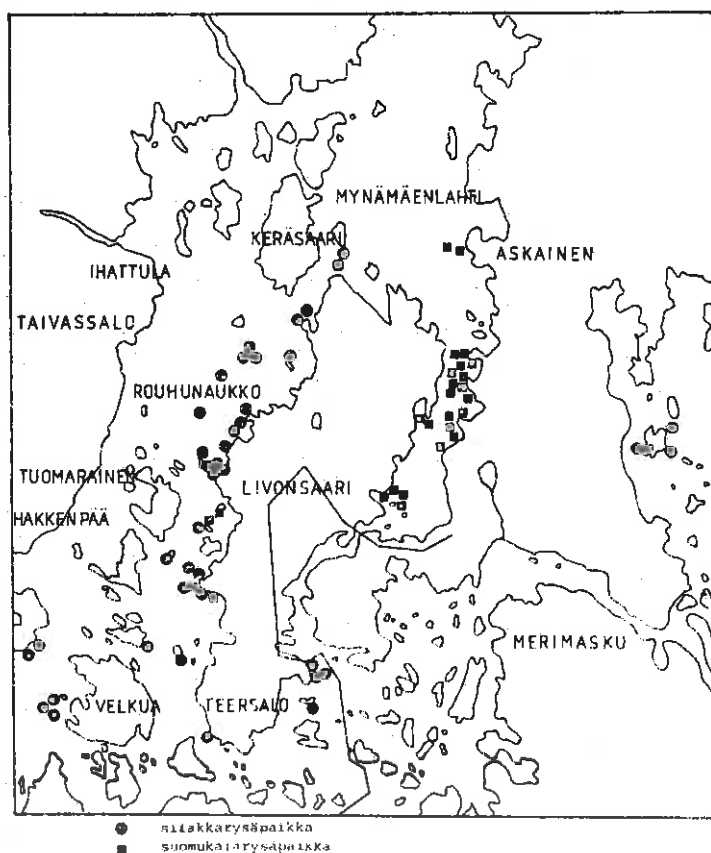 MYNÄMÄENLAHTI
KERÄSAARI
ASKAINEN
IHATTULA
TAIVASSALO
ROUHUNAUKKO
TUOMARAINEN
LIVONSAARI
HAKKENPÄÄ
MERIMASKU
VELKUA
TEERSALO
silakkarysäpaikka
suomukalarysäpaikka